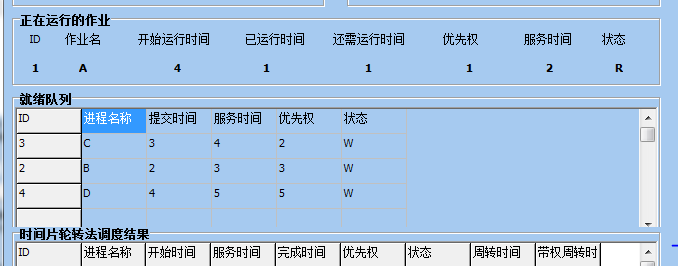 正在运行的作业
ID 作业名 开始运行时间 已运行时间 还需运行时间 优先权 服务时间 状态
1 A 4 1 1 1 2 R
就绪队列
ID 进程名称 提交时间 服务时间 优先权 状态
3 C 3 4 2 W
2 B 2 3 3 W
4 D 4 5 5 W
时间片轮转法调度结果
ID 进程名称 开始时间 服务时间 完成时间 优先权 状态 周转时间 带权周转时